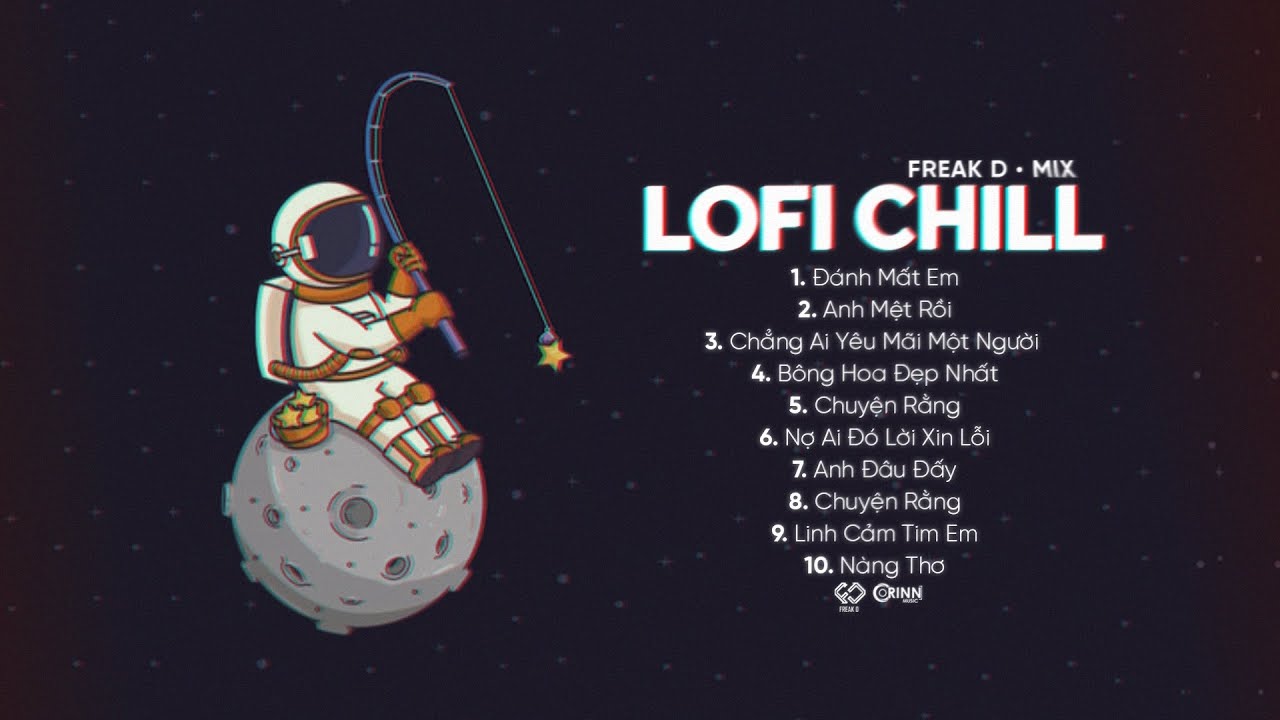 FREAK D • MIX
LOFI CHILL
1. Đánh Mất Em
2. Anh Mệt Rồi
3. Chẳng Ai Yêu Mãi Một Người
4. Bông Hoa Đẹp Nhất
5. Chuyện Rằng
6. Nợ Ai Đó Lời Xin Lỗi
7. Anh Đâu Đấy
8. Chuyện Rằng
9. Linh Cảm Tim Em
10. Nàng Thơ
FREAK D
ORINN
MUSIC